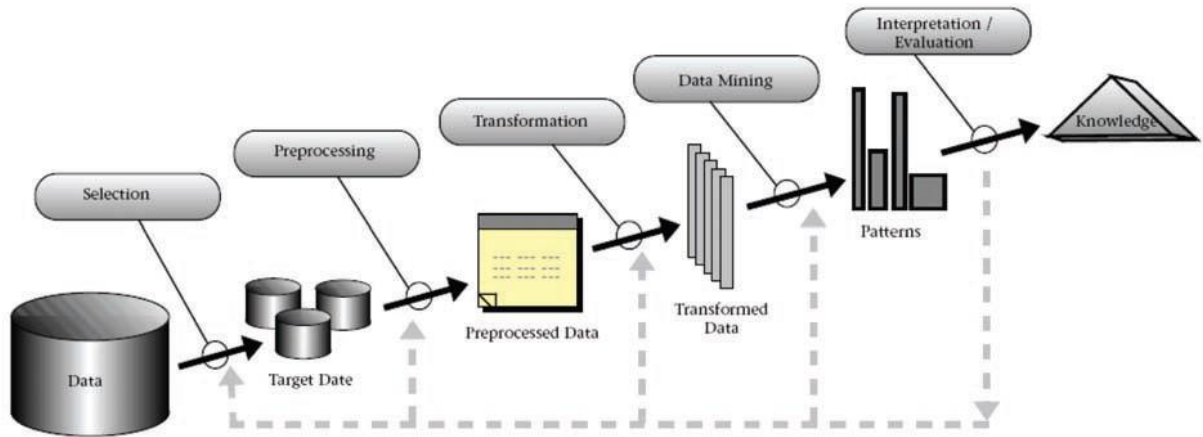 Interpretation /
Evaluation
Data Mining
Transformation
Preprocessing
Selection
Knowledge
Patterns
Transformed
Data
Preprocessed Data
Target Date
Data